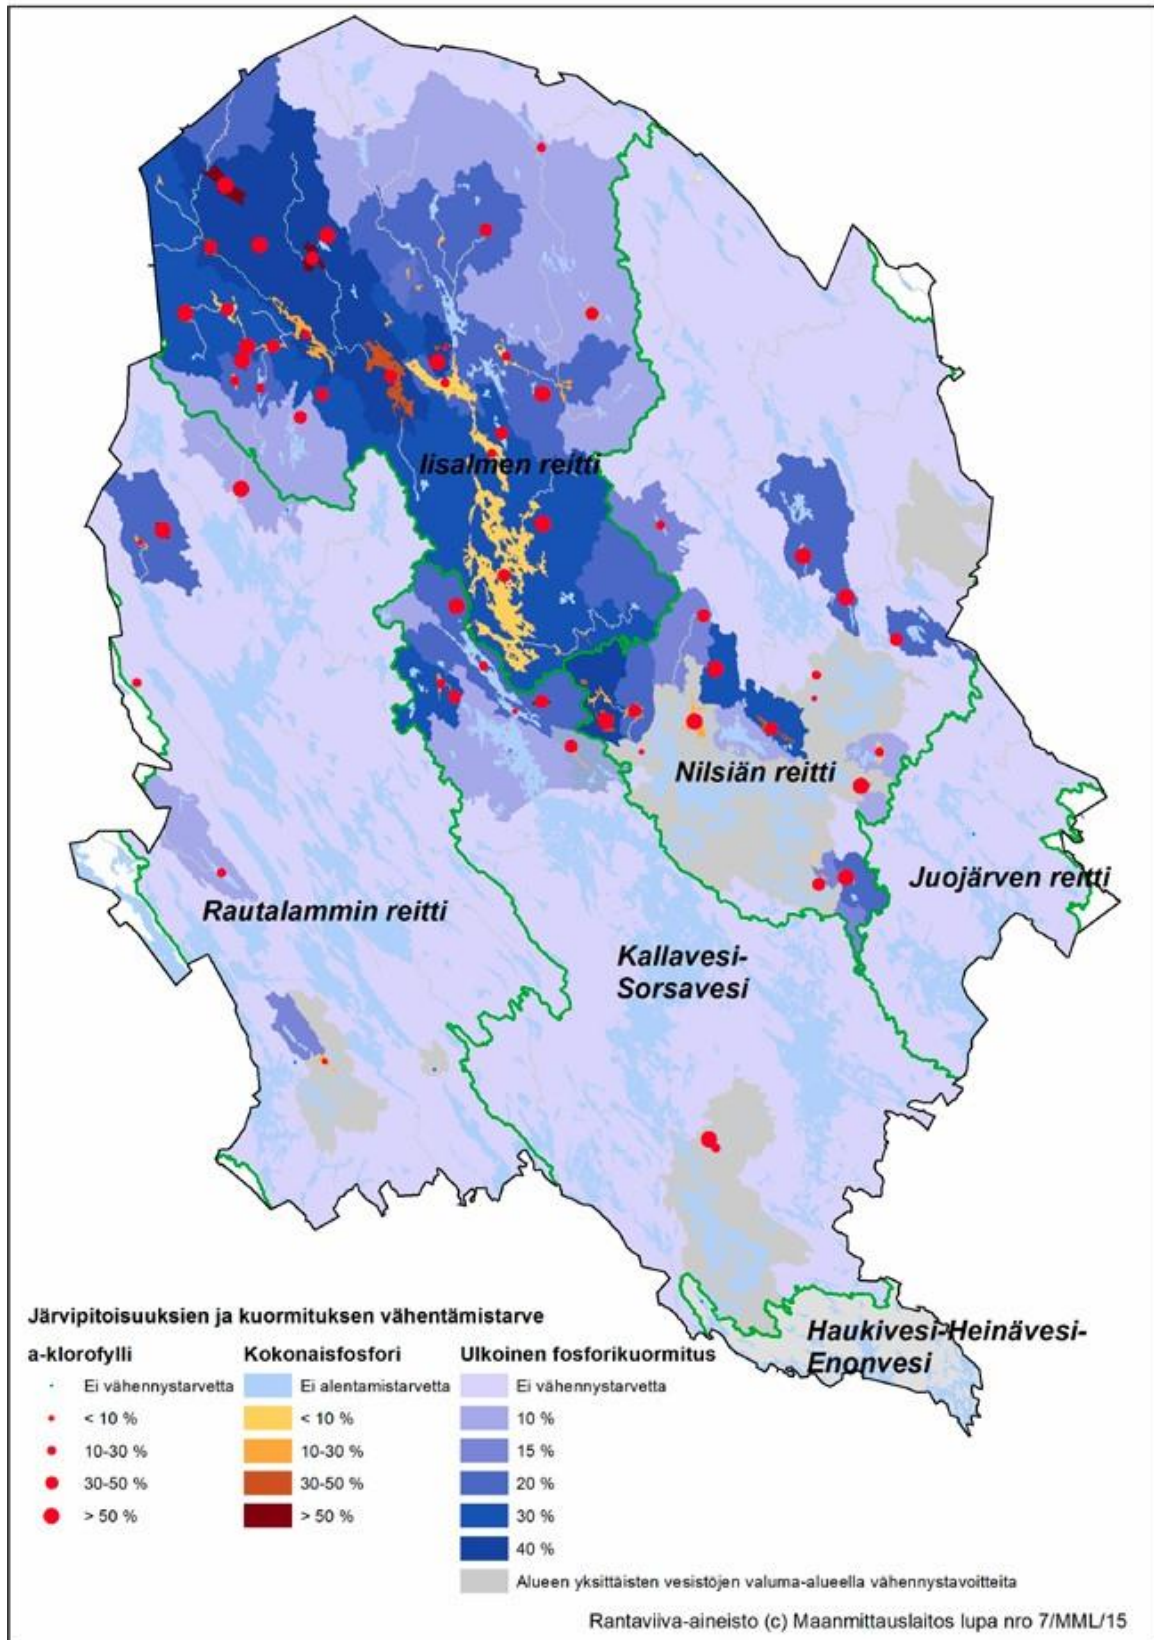 Iisalmen reitti
Nilsiän reitti
Juojärven reitti
Rautalammin reitti
Kallavesi-
Sorsavesi
Haukivesi-Heinävesi-
Enonvesi
Järvipitoisuuksien ja kuormituksen vähentämistarve
a-klorofylli
Ei vähennystarvetta
< 10 %
10-30 %
30-50 %
> 50 %
Kokonaisfosfori
Ei alentamistarvetta
< 10 %
10-30 %
30-50 %
> 50 %
Ulkoinen fosforikuormitus
Ei vähennystarvetta
10 %
15 %
20 %
30 %
40 %
Alueen yksittäisten vesistöjen valuma-alueella vähennystavoitteita
Rantaviiva-aineisto (c) Maanmittauslaitos lupa nro 7/MML/15